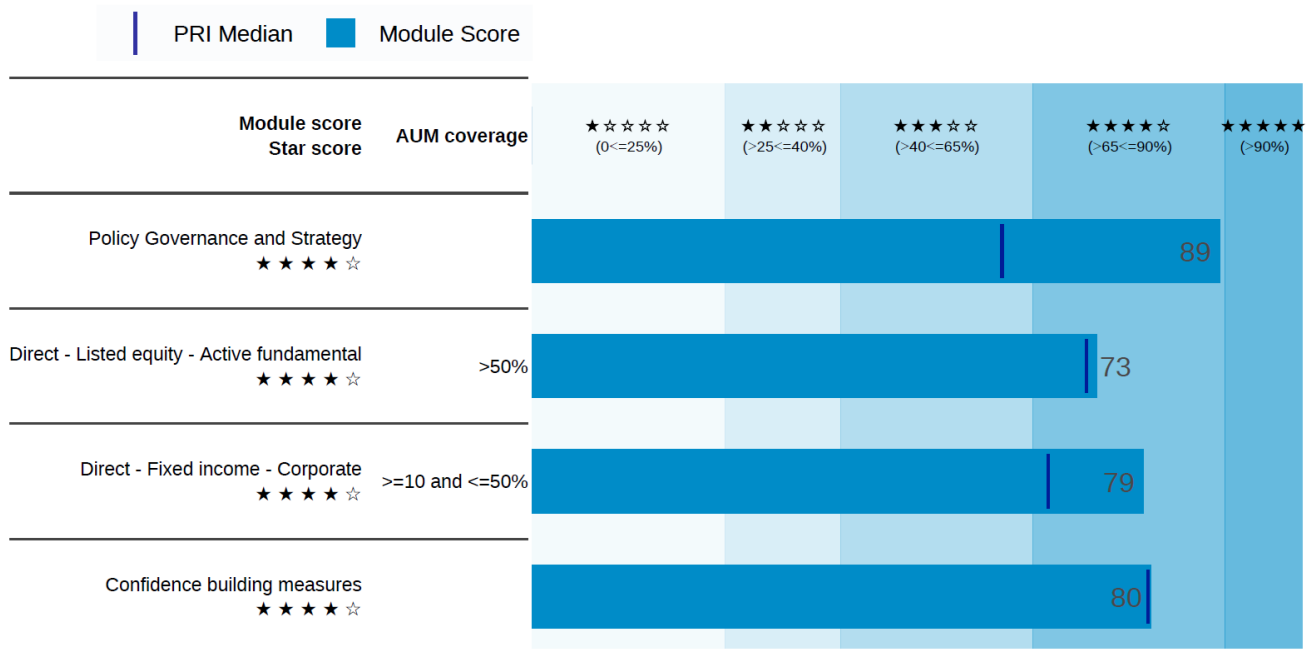 PRI Median Module Score
Module score
Star score
AUM coverage
★☆☆☆☆ ★★☆☆☆ ★★★☆☆ ★★★★☆ ★★★★★
(0<=25%) (>25<=40%) (>40<=65%) (>65<=90%) (>90%)
Policy Governance and Strategy
★★★★☆
89
Direct - Listed equity - Active fundamental
★★★★☆
>50%
73
Direct - Fixed income - Corporate
★★★★☆
>=10 and <=50%
79
Confidence building measures
★★★★☆
80